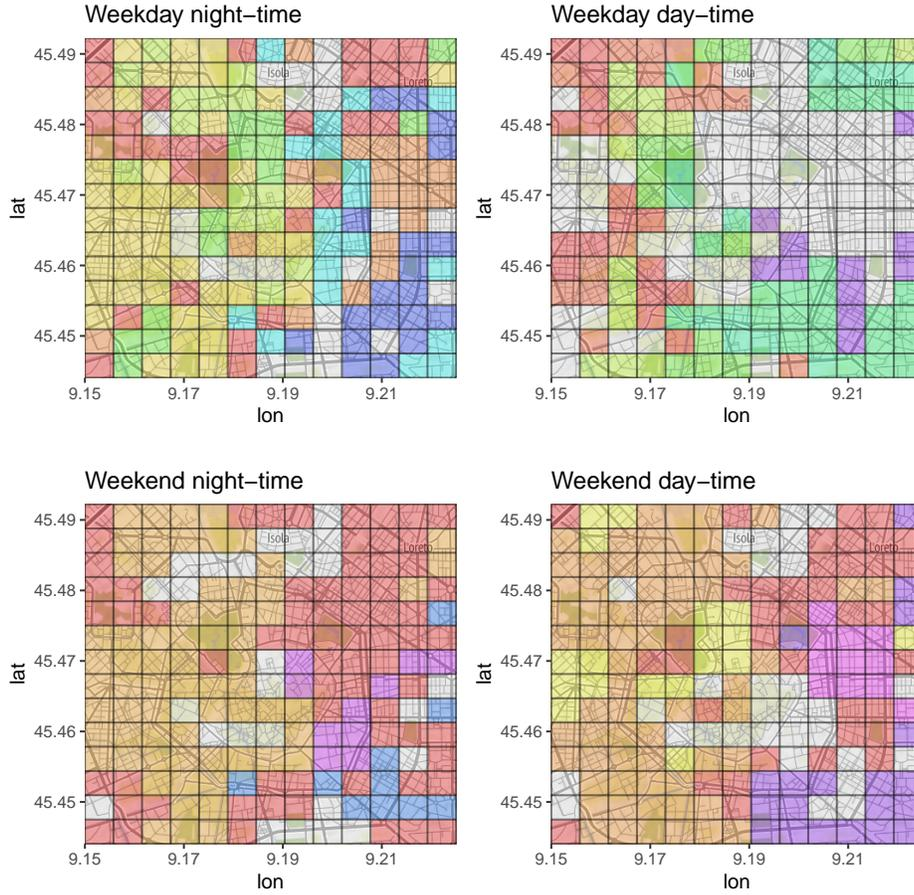 Weekday night−time
Weekday day−time
45.49
45.48
45.47
45.46
45.45
lat
Isola
Loreto
9.15
9.17
9.19
9.21
lon
45.49
45.48
45.47
45.46
45.45
lat
Isola
Loreto
9.15
9.17
9.19
9.21
lon
Weekend night−time
Weekend day−time
45.49
45.48
45.47
45.46
45.45
lat
Isola
Loreto
9.15
9.17
9.19
9.21
lon
45.49
45.48
45.47
45.46
45.45
lat
Isola
Loreto
9.15
9.17
9.19
9.21
lon